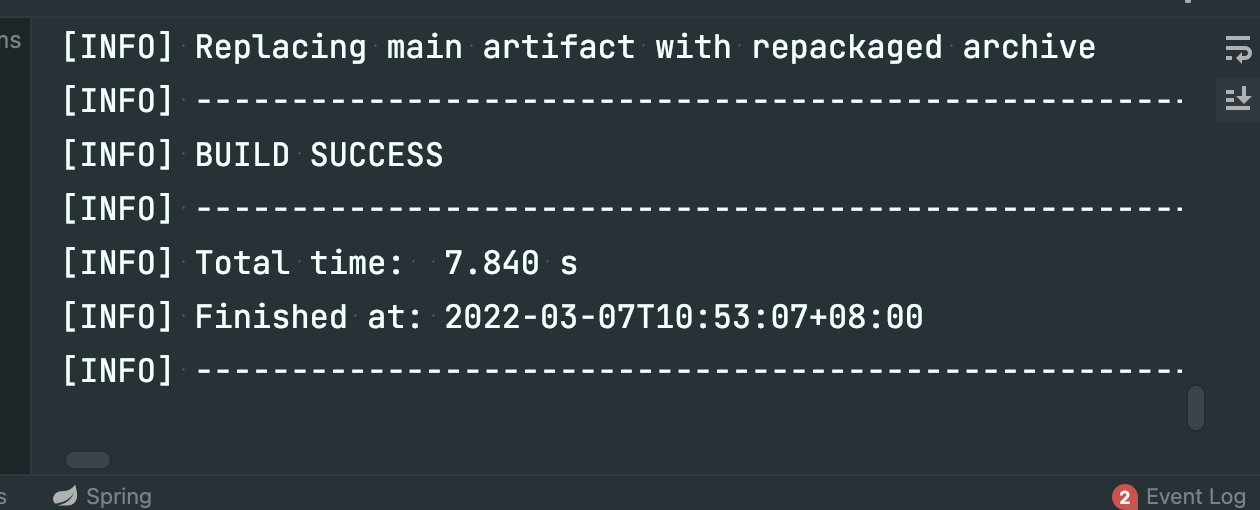 ns
[INFO] Replacing main artifact with repackaged archive
[INFO] ----------------------------------------------------
[INFO] BUILD SUCCESS
[INFO] ----------------------------------------------------
[INFO] Total time:  7.840 s
[INFO] Finished at: 2022-03-07T10:53:07+08:00
[INFO] ----------------------------------------------------
s Spring 2 Event Log